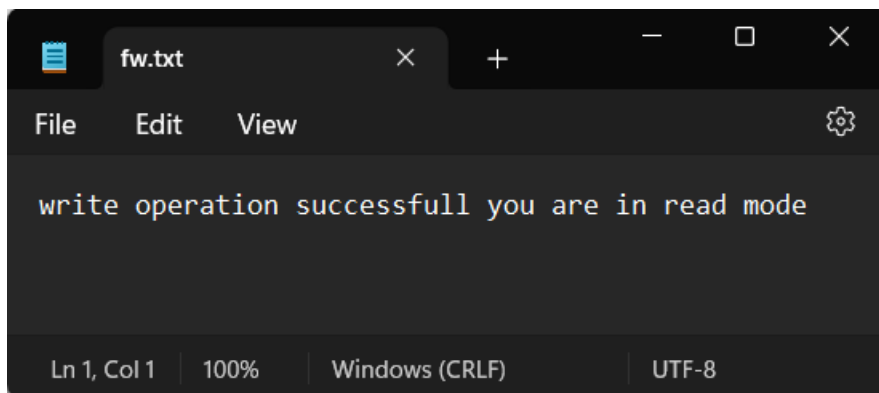 fw.txt
File Edit View
write operation successfull you are in read mode
Ln 1, Col 1 100% Windows (CRLF) UTF-8